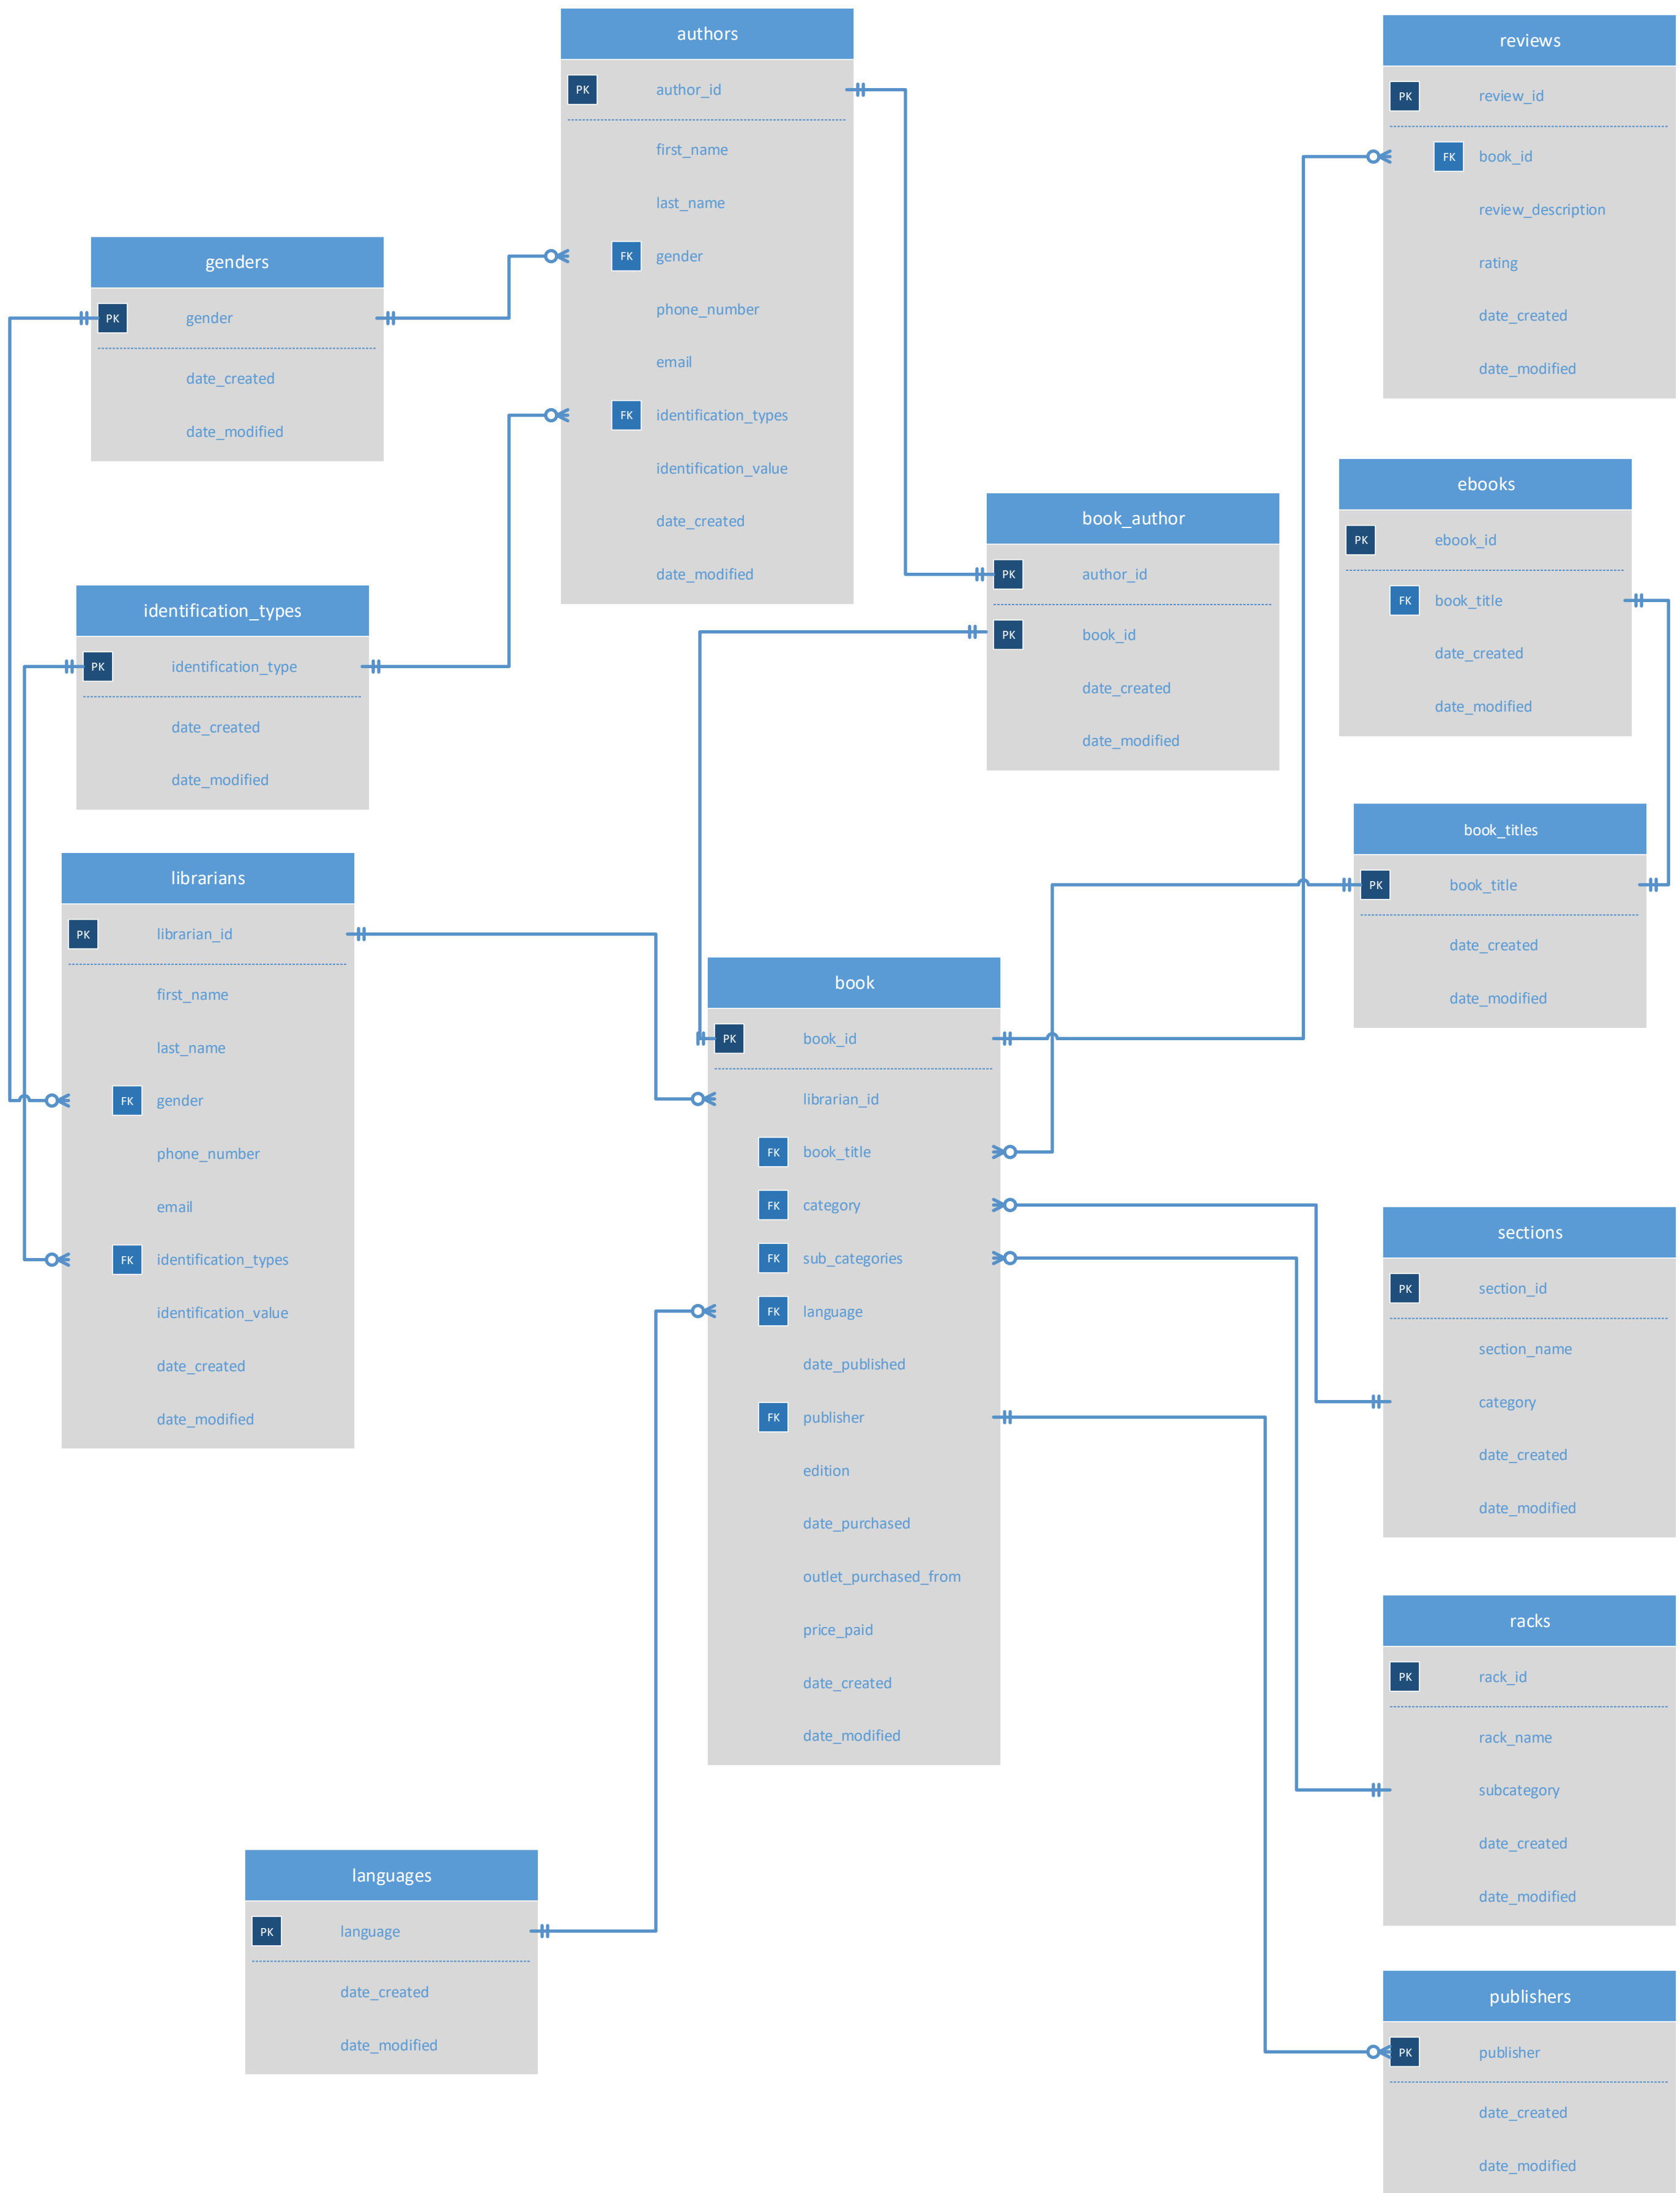 authors
PK author_id
first_name
last_name
FK gender
phone_number
email
FK identification_types
identification_value
date_created
date_modified
reviews
PK review_id
FK book_id
review_description
rating
date_created
date_modified
genders
PK gender
date_created
date_modified
ebooks
PK ebook_id
FK book_title
date_created
date_modified
book_author
PK author_id
PK book_id
date_created
date_modified
identification_types
PK identification_type
date_created
date_modified
book_titles
PK book_title
date_created
date_modified
librarians
PK librarian_id
first_name
last_name
FK gender
phone_number
email
FK identification_types
identification_value
date_created
date_modified
book
PK book_id
librarian_id
FK book_title
FK category
FK sub_categories
FK language
date_published
FK publisher
edition
date_purchased
outlet_purchased_from
price_paid
date_created
date_modified
sections
PK section_id
section_name
category
date_created
date_modified
racks
PK rack_id
rack_name
subcategory
date_created
date_modified
languages
PK language
date_created
date_modified
publishers
PK publisher
date_created
date_modified